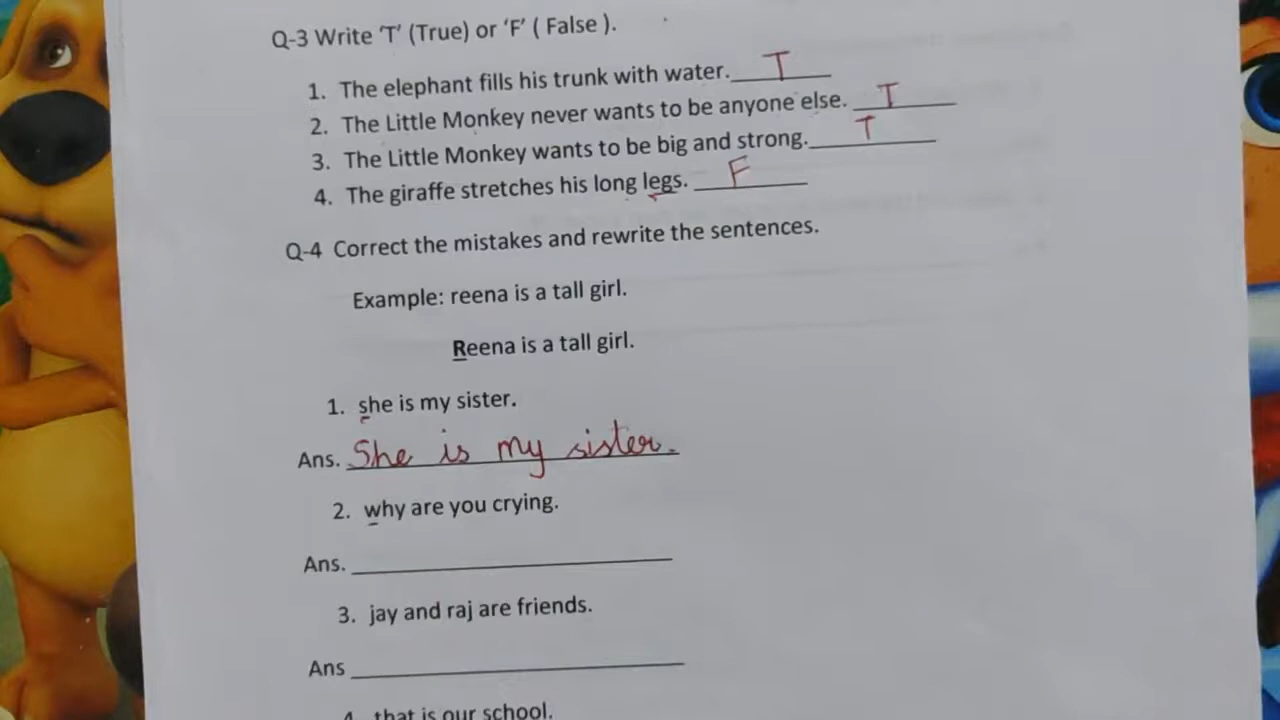 Q-3 Write 'T' (True) or 'F' ( False ).
1. The elephant fills his trunk with water. T
2. The Little Monkey never wants to be anyone else. T
3. The Little Monkey wants to be big and strong. T
4. The giraffe stretches his long legs. F
Q-4 Correct the mistakes and rewrite the sentences.
Example: reena is a tall girl.
Reena is a tall girl.
1. she is my sister.
Ans. She is my sister.
2. why are you crying.
Ans.
3. jay and raj are friends.
Ans
4. that is our school.